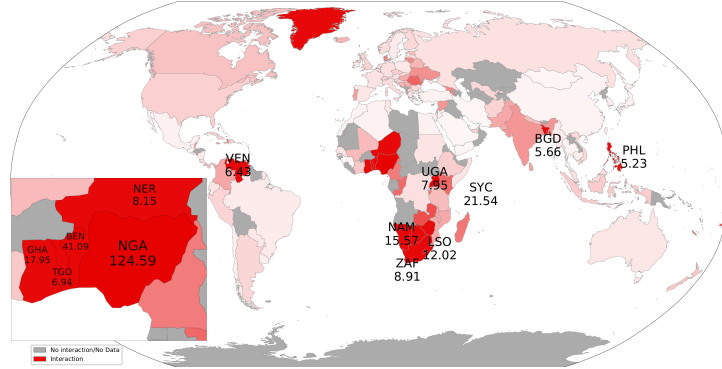 VEN
6.43
BGD
5.66
PHL
5.23
UGA
7.95
SYC
21.54
NAM
15.57
LSO
12.02
ZAF
8.91
NER
8.15
BEN
41.09
NGA
124.59
GHA
17.95
TGO
6.94
No interaction/No Data
Interaction